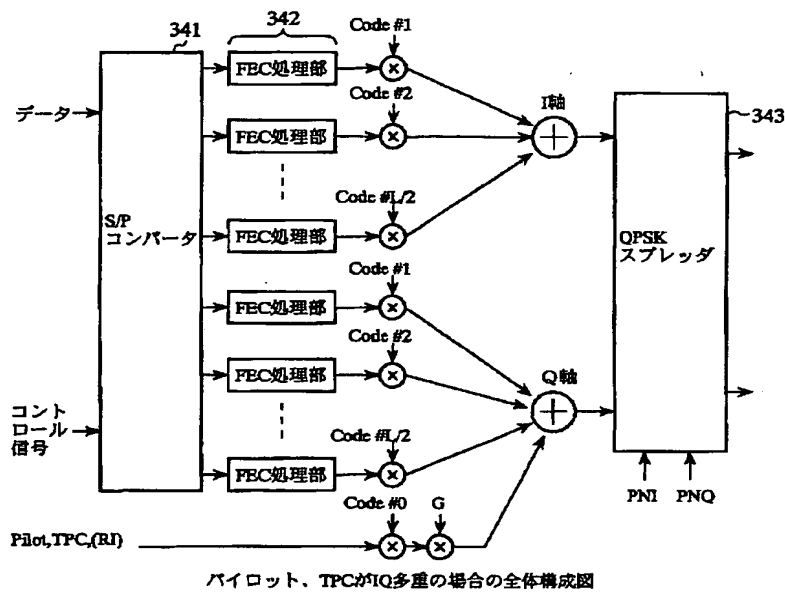 341
342
Code #1
FEC処理部
データ
Code #2
FEC処理部
I軸
343
Code #L/2
FEC処理部
S/P
コンバータ
QPSK
スプレッダ
Code #1
FEC処理部
Code #2
FEC処理部
Q軸
コント
ロール
信号
Code #L/2
FEC処理部
PNI
PNQ
Code #0
G
Pilot,TPC,(RI)
パイロット、TPCがIQ多重の場合の全体構成図